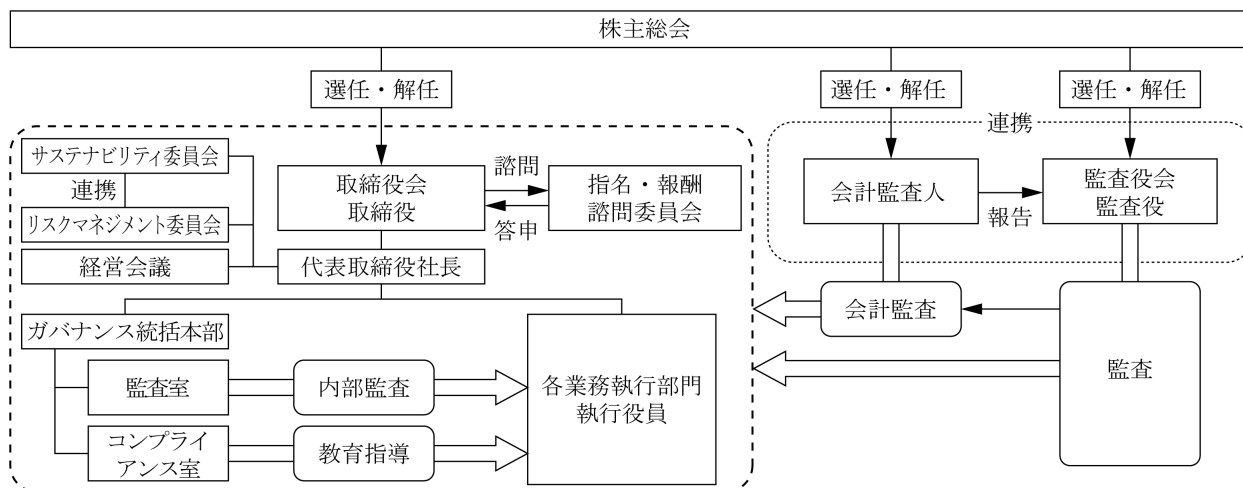 株主総会
選任・解任
選任・解任
選任・解任
連携
サステナビリティ委員会
連携
リスクマネジメント委員会
経営会議
取締役会
取締役
諮問
答申
指名・報酬
諮問委員会
代表取締役社長
会計監査人
報告
監査役会
監査役
会計監査
監査
ガバナンス統括本部
監査室
内部監査
コンプライ
アンス室
教育指導
各業務執行部門
執行役員